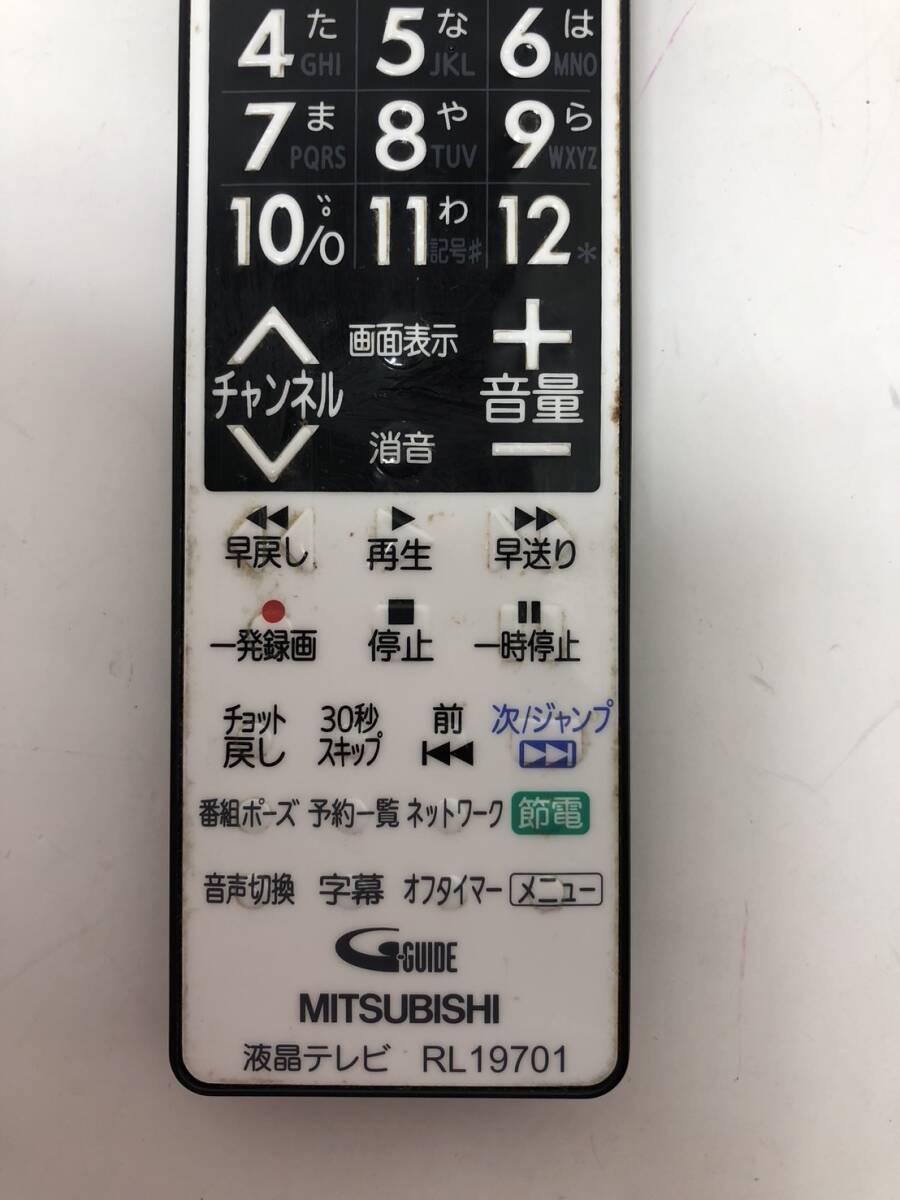 4 た GHI 5 な JKL 6 は MNO
7 ま PQRS 8 や TUV 9 ら WXYZ
10/0 ゛゜ 11 わ 記号# 12 *
画面表示 +
チャンネル 音量
消音 −
早戻し 再生 早送り
一発録画 停止 一時停止
チョット戻し 30秒スキップ 前 次/ジャンプ
番組ポーズ 予約一覧 ネットワーク 節電
音声切換 字幕 オフタイマー メニュー
G-GUIDE
MITSUBISHI
液晶テレビ RL19701